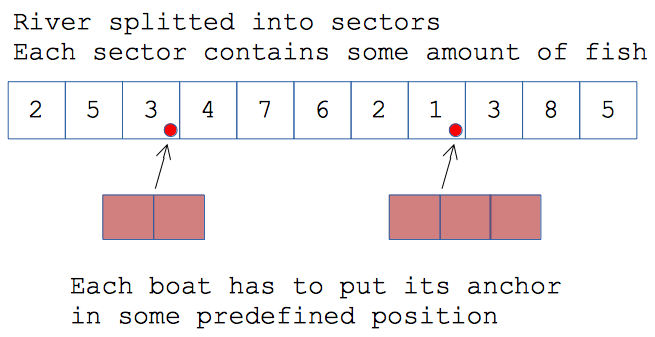 River splitted into sectors
Each sector contains some amount of fish
2 5 3 4 7 6 2 1 3 8 5
Each boat has to put its anchor
in some predefined position